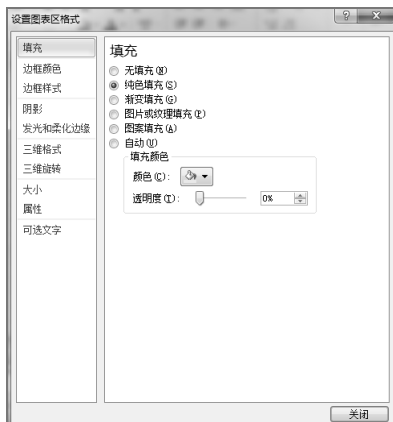 设置图表区格式
填充
边框颜色
边框样式
阴影
发光和柔化边缘
三维格式
三维旋转
大小
属性
可选文字
填充
无填充(N)
纯色填充(S)
渐变填充(G)
图片或纹理填充(P)
图案填充(A)
自动(U)
填充颜色
颜色(C):
透明度(T): 0%
关闭